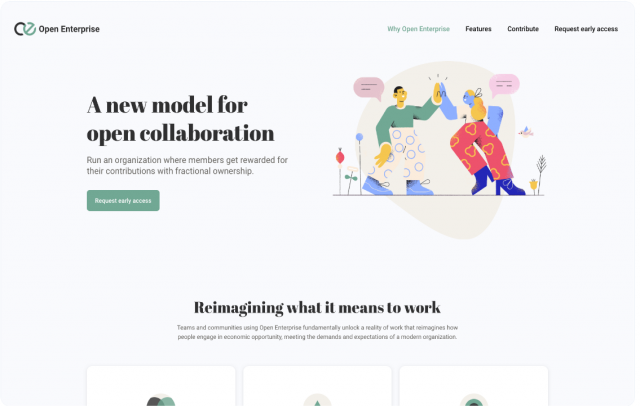 Open Enterprise
Why Open Enterprise
Features
Contribute
Request early access
A new model for
open collaboration
Run an organization where members get rewarded for
their contributions with fractional ownership.
Request early access
Reimagining what it means to work
Teams and communities using Open Enterprise fundamentally unlock a reality of work that reimagines how
people engage in economic opportunity, meeting the demands and expectations of a modern organization.